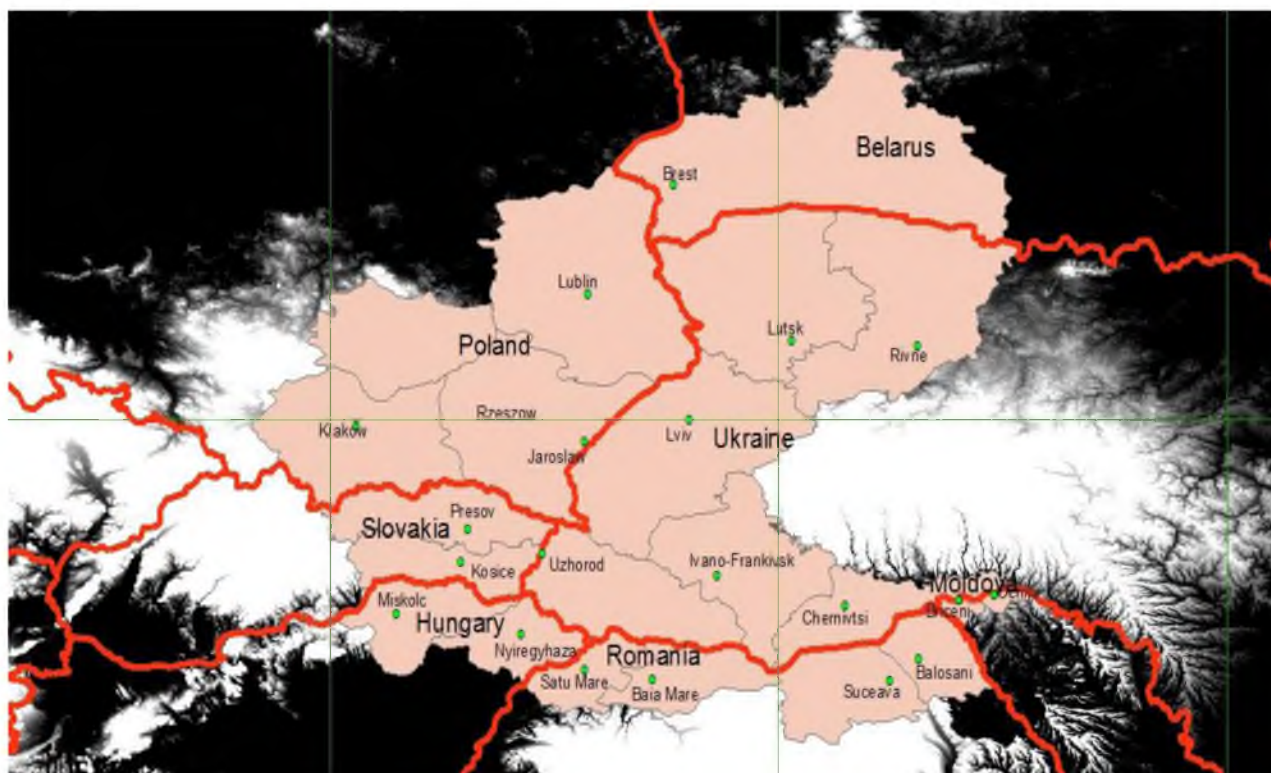 Belarus
Brest
Lublin
Lutsk
Rivne
Poland
Rzeszow
Krakow
Lviv
Ukraine
Jaroslaw
Presov
Slovakia
Kosice
Uzhorod
Ivano-Frankivsk
Miskolc
Hungary
Chernivtsi
Moldova
Nyiregyhaza
Romania
Satu Mare
Baia Mare
Suceava
Balosani